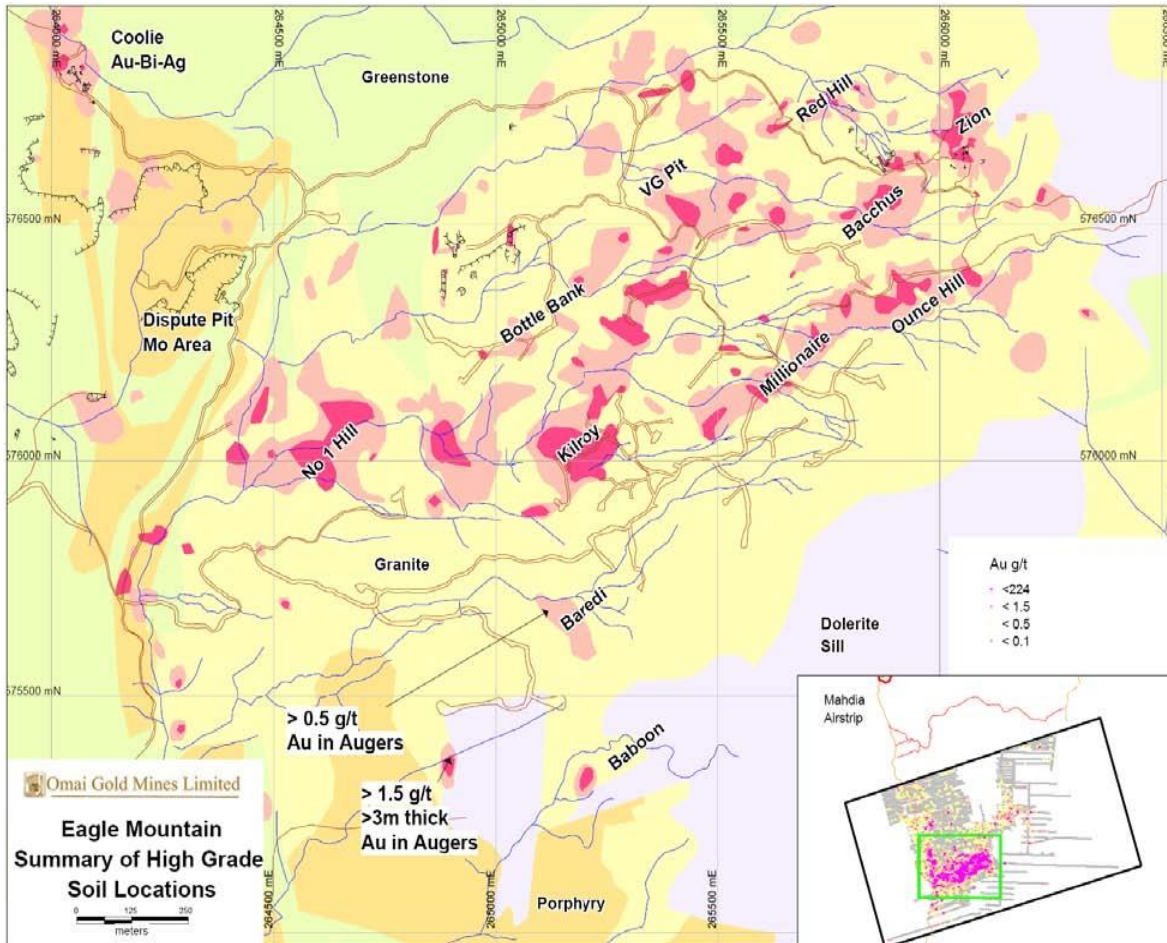 264500 mE
265000 mE
265500 mE
266000 mE
Coolie
Au-Bi-Ag
Greenstone
Red Hill
Zion
VG Pit
Bacchus
576500 mN
576500 mN
Bottle Bank
Ounce Hill
Dispute Pit
Mo Area
Millionaire
No 1 Hill
Kilroy
576000 mN
576000 mN
Granite
Baredi
Dolerite
Sill
Au g/t
<224
< 1.5
< 0.5
< 0.1
575500 mN
> 0.5 g/t
Au in Augers
Baboon
> 1.5 g/t
>3m thick
Au in Augers
Porphyry
Mahdia
Airstrip
Omai Gold Mines Limited
Eagle Mountain
Summary of High Grade
Soil Locations
0 125 250
meters
264500 mE
265000 mE
265500 mE